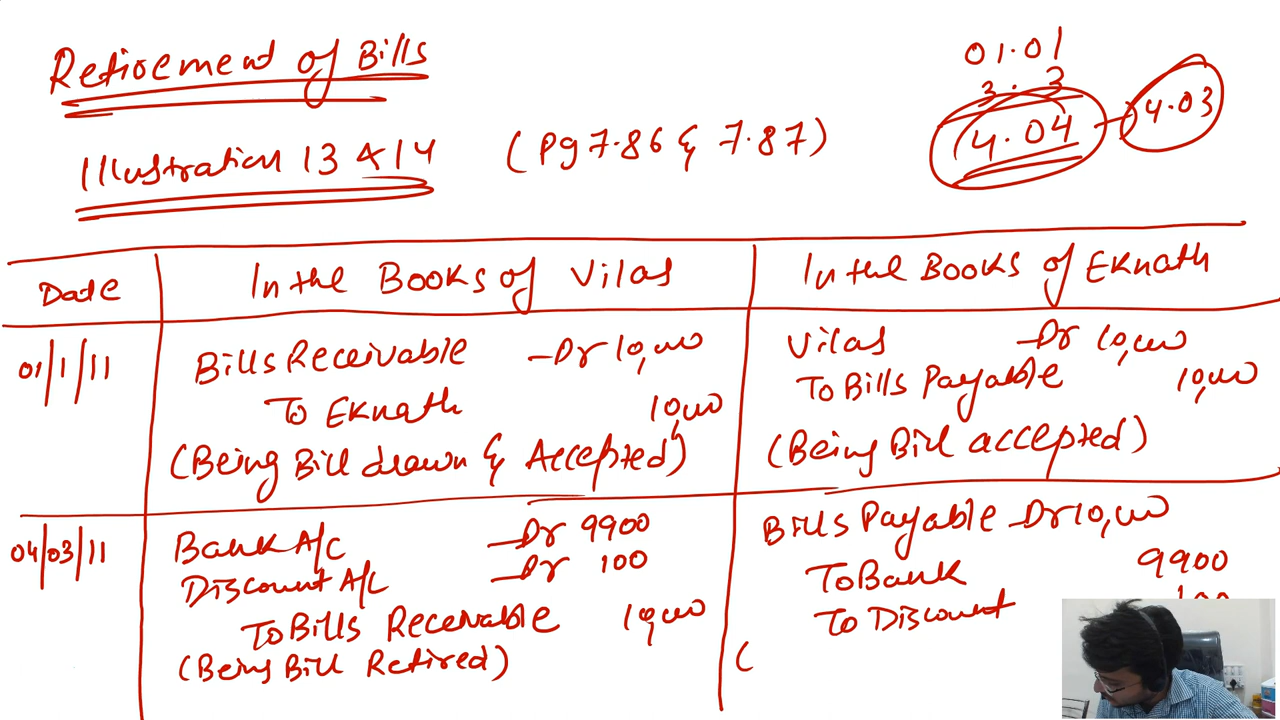 Retirement of Bills
01.01
3. 3
4.04 - 4.03
Illustration 13 & 14 (Pg 7.86 & 7.87)
Date In the Books of Vilas In the Books of Eknath
01/1/11 Bills Receivable -Dr 10,000 Vilas -Dr 10,000
To Eknath 10,000 To Bills Payable 10,000
(Being Bill drawn & Accepted) (Being Bill accepted)
04/03/11 Bank A/c -Dr 9900 Bills Payable -Dr 10,000
Discount A/c -Dr 100 To Bank 9900
To Bills Receivable 10,000 To Discount
(Being Bill Retired) (